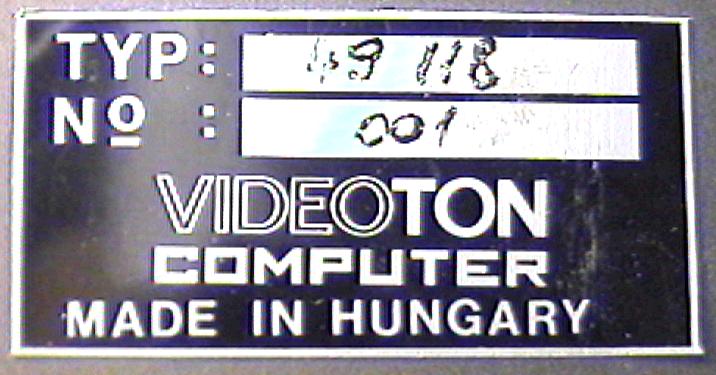 TYP: 49 118
Nº : 001
VIDEOTON
COMPUTER
MADE IN HUNGARY